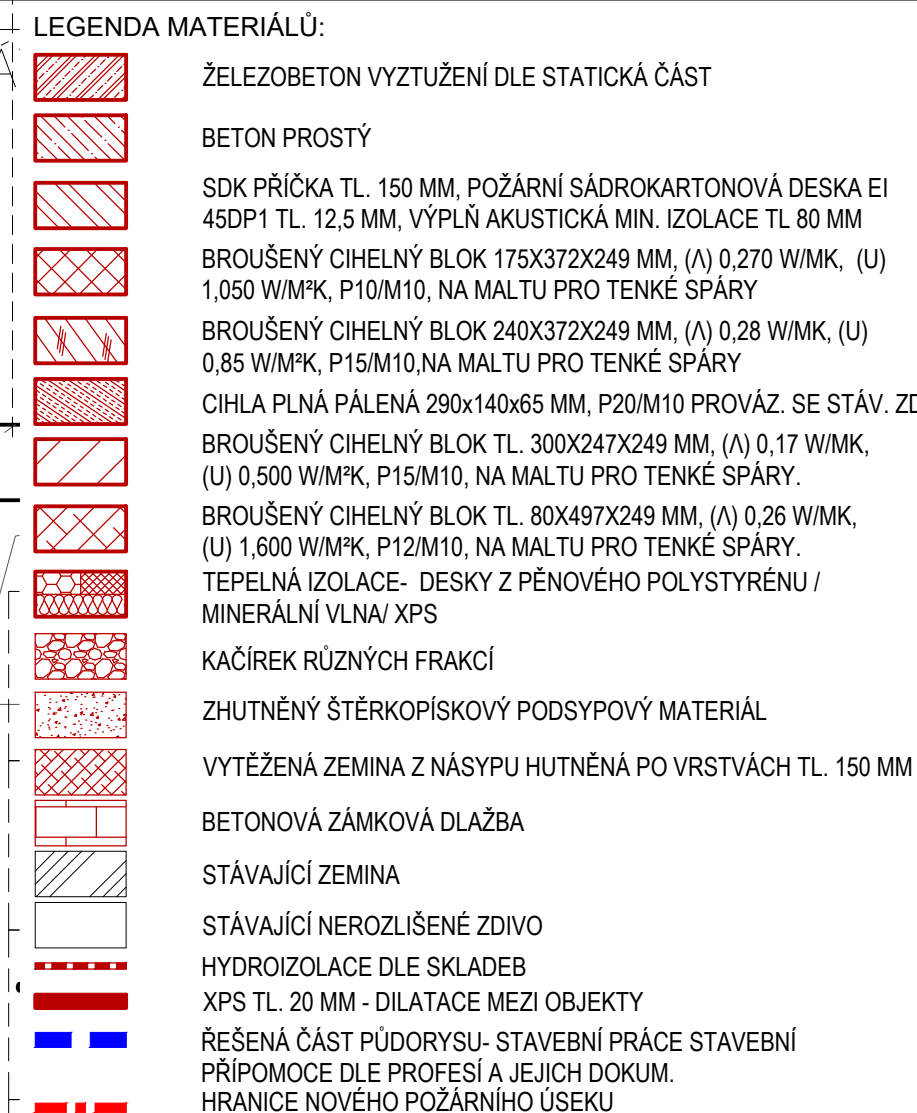 LEGENDA MATERIÁLŮ:
ŽELEZOBETON VYZTUŽENÍ DLE STATICKÁ ČÁST
BETON PROSTÝ
SDK PŘÍČKA TL. 150 MM, POŽÁRNÍ SÁDROKARTONOVÁ DESKA EI
45DP1 TL. 12,5 MM, VÝPLŇ AKUSTICKÁ MIN. IZOLACE TL 80 MM
BROUŠENÝ CIHELNÝ BLOK 175X372X249 MM, (Λ) 0,270 W/MK, (U)
1,050 W/M²K, P10/M10, NA MALTU PRO TENKÉ SPÁRY
BROUŠENÝ CIHELNÝ BLOK 240X372X249 MM, (Λ) 0,28 W/MK, (U)
0,85 W/M²K, P15/M10,NA MALTU PRO TENKÉ SPÁRY
CIHLA PLNÁ PÁLENÁ 290x140x65 MM, P20/M10 PROVÁZ. SE STÁV.
BROUŠENÝ CIHELNÝ BLOK TL. 300X247X249 MM, (Λ) 0,17 W/MK,
(U) 0,500 W/M²K, P15/M10, NA MALTU PRO TENKÉ SPÁRY.
BROUŠENÝ CIHELNÝ BLOK TL. 80X497X249 MM, (Λ) 0,26 W/MK,
(U) 1,600 W/M²K, P12/M10, NA MALTU PRO TENKÉ SPÁRY.
TEPELNÁ IZOLACE- DESKY Z PĚNOVÉHO POLYSTYRÉNU /
MINERÁLNÍ VLNA/ XPS
KAČÍREK RŮZNÝCH FRAKCÍ
ZHUTNĚNÝ ŠTĚRKOPÍSKOVÝ PODSYPOVÝ MATERIÁL
VYTĚŽENÁ ZEMINA Z NÁSYPU HUTNĚNÁ PO VRSTVÁCH TL. 150 MM
BETONOVÁ ZÁMKOVÁ DLAŽBA
STÁVAJÍCÍ ZEMINA
STÁVAJÍCÍ NEROZLIŠENÉ ZDIVO
HYDROIZOLACE DLE SKLADEB
XPS TL. 20 MM - DILATACE MEZI OBJEKTY
ŘEŠENÁ ČÁST PŮDORYSU- STAVEBNÍ PRÁCE STAVEBNÍ
PŘÍPOMOCE DLE PROFESÍ A JEJICH DOKUM.
HRANICE NOVÉHO POŽÁRNÍHO ÚSEKU